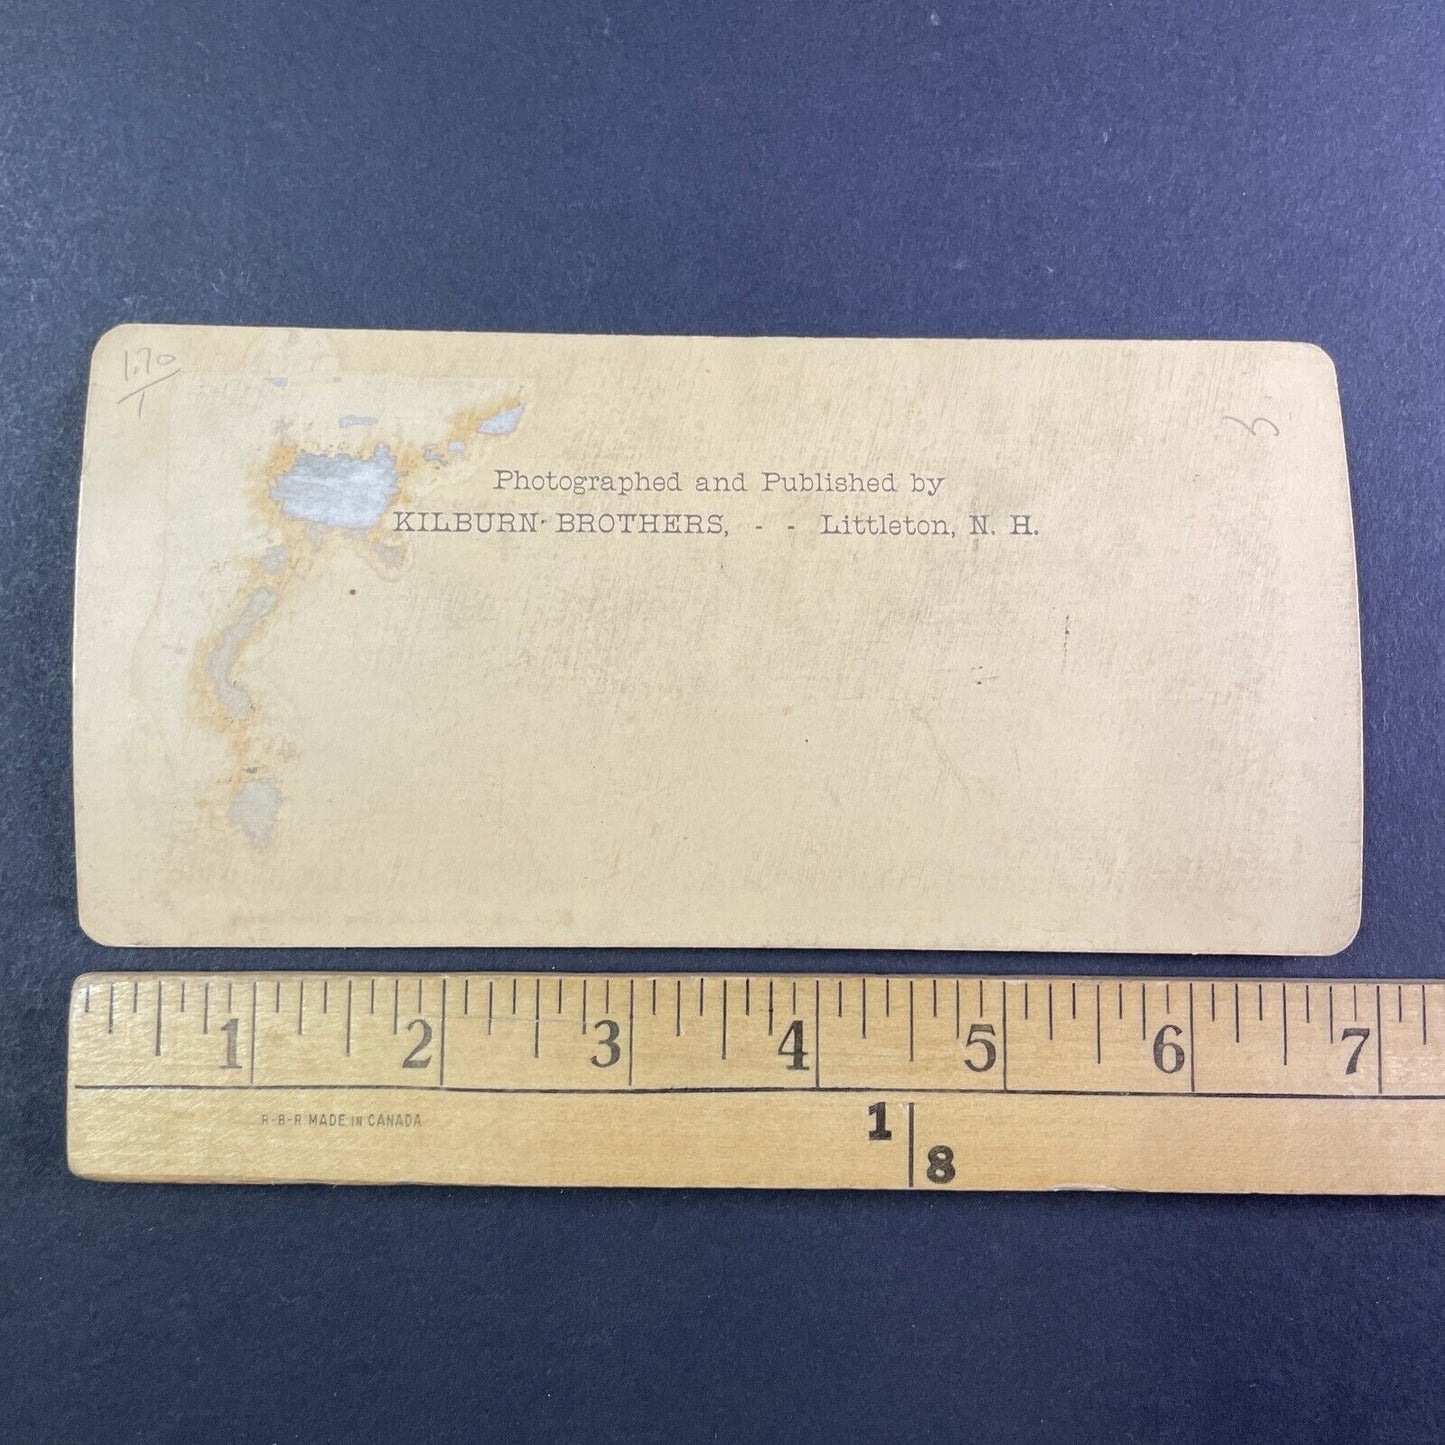 1.70
1
3
Photographed and Published by
KILBURN BROTHERS, - - Littleton, N. H.
1 2 3 4 5 6 7
R-B-R MADE IN CANADA
1
8